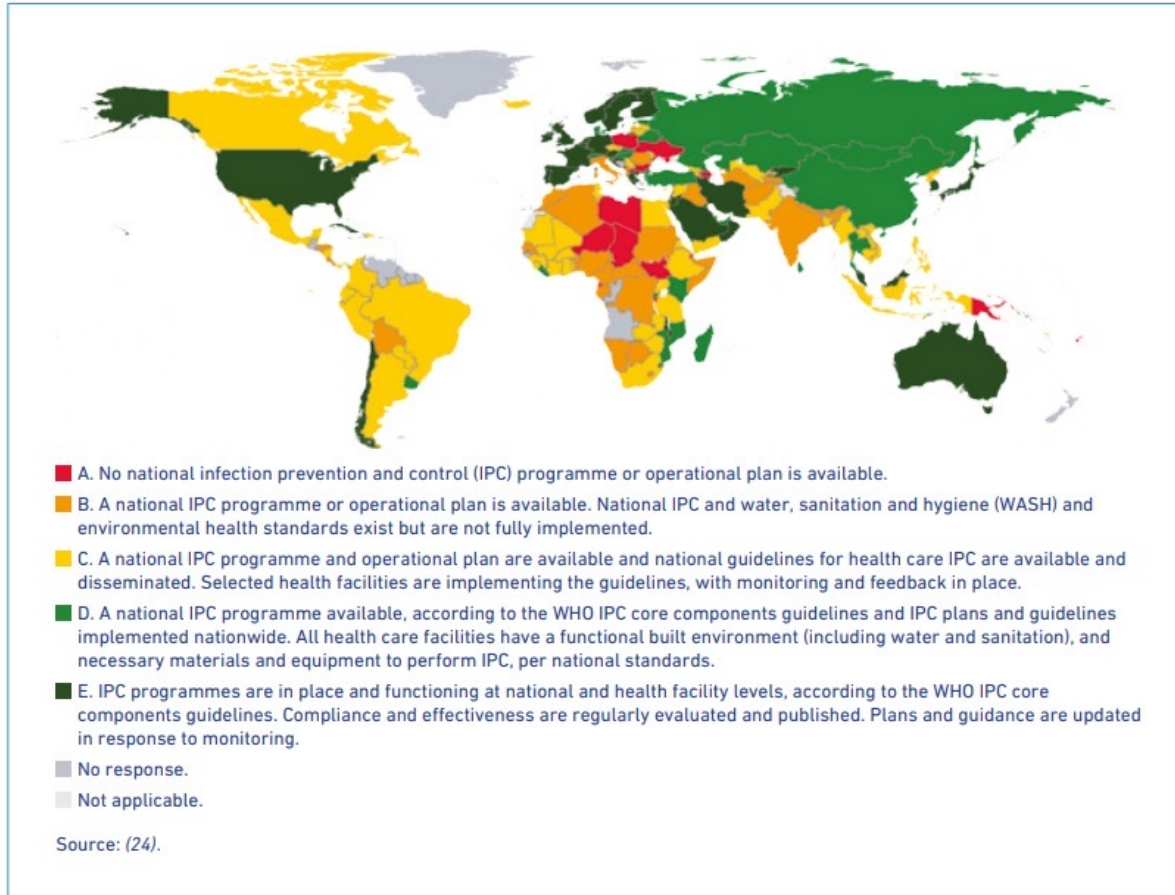 A. No national infection prevention and control (IPC) programme or operational plan is available.
B. A national IPC programme or operational plan is available. National IPC and water, sanitation and hygiene (WASH) and
environmental health standards exist but are not fully implemented.
C. A national IPC programme and operational plan are available and national guidelines for health care IPC are available and
disseminated. Selected health facilities are implementing the guidelines, with monitoring and feedback in place.
D. A national IPC programme available, according to the WHO IPC core components guidelines and IPC plans and guidelines
implemented nationwide. All health care facilities have a functional built environment (including water and sanitation), and
necessary materials and equipment to perform IPC, per national standards.
E. IPC programmes are in place and functioning at national and health facility levels, according to the WHO IPC core
components guidelines. Compliance and effectiveness are regularly evaluated and published. Plans and guidance are updated
in response to monitoring.
No response.
Not applicable.
Source: (24).